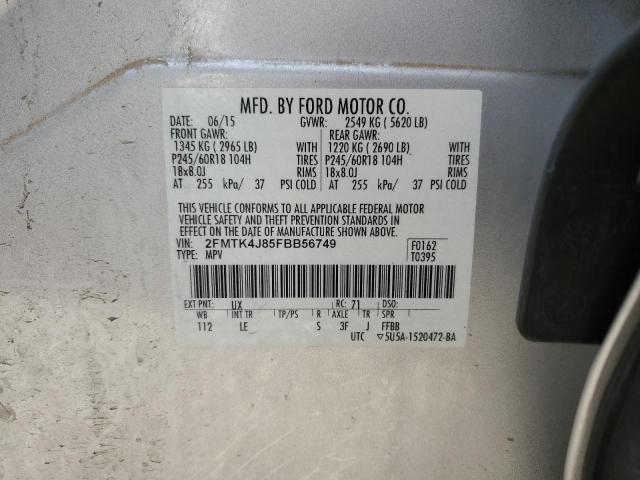 MFD. BY FORD MOTOR CO.
DATE: 06/15 GVWR: 2549 KG ( 5620 LB)
FRONT GAWR: REAR GAWR:
1345 KG ( 2965 LB) WITH 1220 KG ( 2690 LB) WITH
P245/60R18 104H TIRES P245/60R18 104H TIRES
18x8.0J RIMS 18x8.0J RIMS
AT 255 kPa/ 37 PSI COLD AT 255 kPa/ 37 PSI COLD
THIS VEHICLE CONFORMS TO ALL APPLICABLE FEDERAL MOTOR
VEHICLE SAFETY AND THEFT PREVENTION STANDARDS IN
EFFECT ON THE DATE OF MANUFACTURE SHOWN ABOVE.
VIN: 2FMTK4J85FBB56749 F0162
TYPE: MPV T0395
EXT PNT: UX RC: 71 DSO:
WB INT TR TP/PS R AXLE TR SPR
112 LE S 3F J FFBB
UTC ▽5U5A-1520472-BA